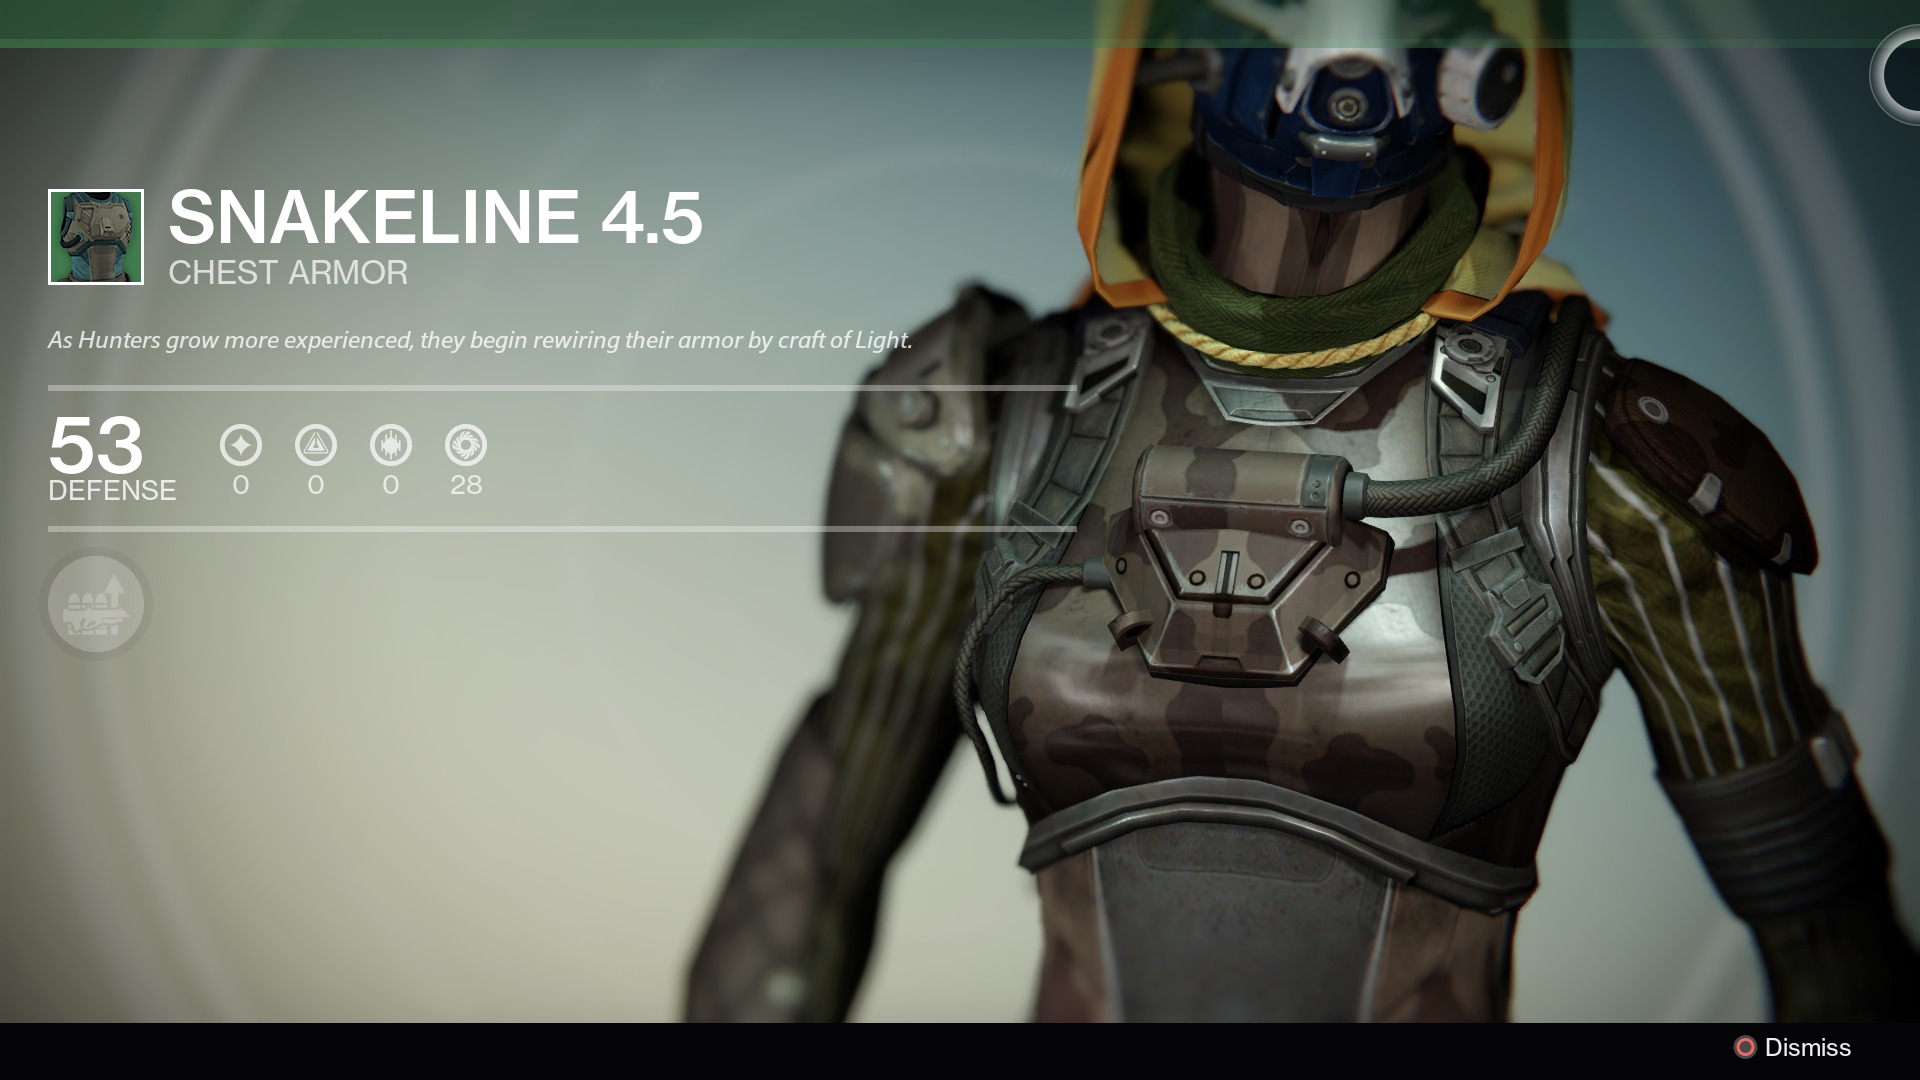 SNAKELINE 4.5
CHEST ARMOR
As Hunters grow more experienced, they begin rewiring their armor by craft of Light.
53
DEFENSE
0 0 0 28
Dismiss